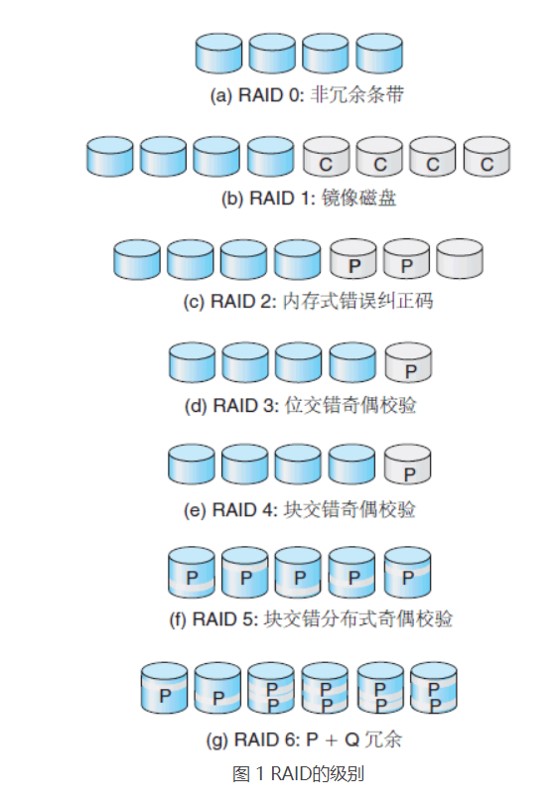 (a) RAID 0: 非冗余条带
C C C C
(b) RAID 1: 镜像磁盘
P P
(c) RAID 2: 内存式错误纠正码
P
(d) RAID 3: 位交错奇偶校验
P
(e) RAID 4: 块交错奇偶校验
P P P P P
(f) RAID 5: 块交错分布式奇偶校验
P P P P P P
P P P P
(g) RAID 6: P + Q 冗余
图 1 RAID的级别